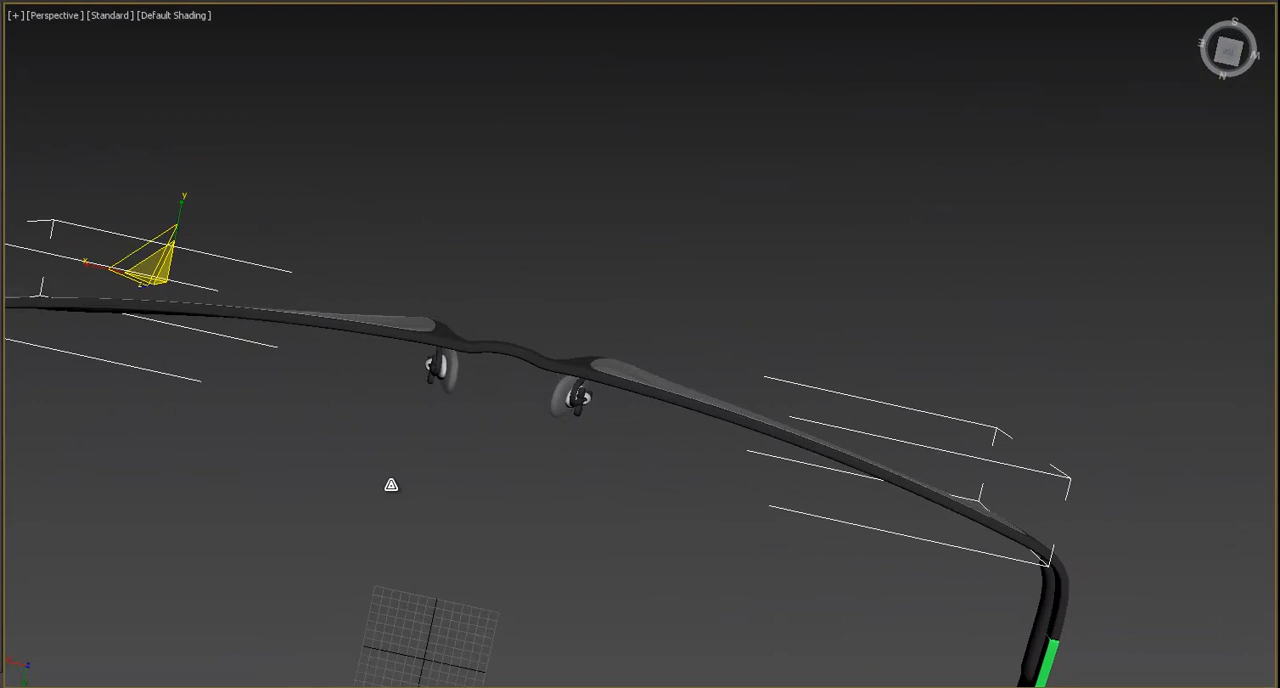 [+] [Perspective ] [Standard ] [Default Shading ]
S
E
W
N
y
x
z
z